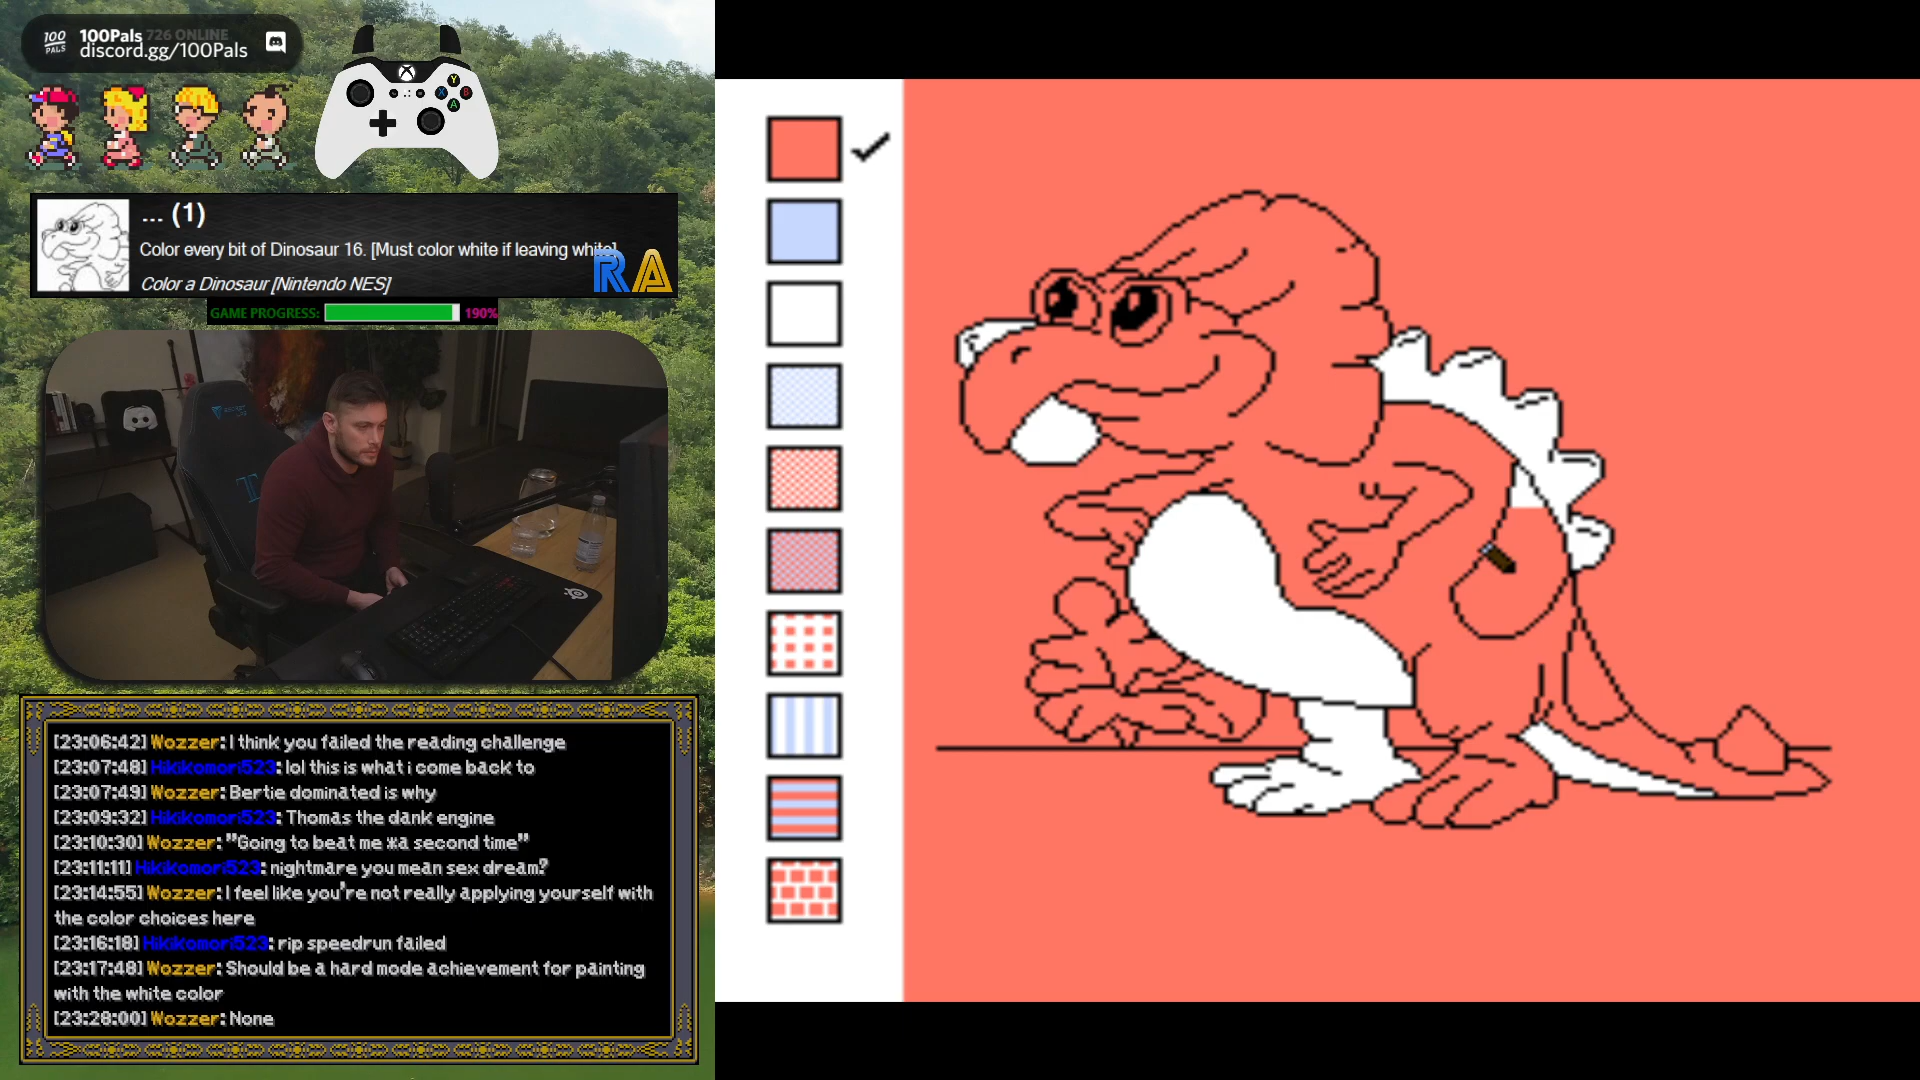 100 PALS
100Pals 726 ONLINE
discord.gg/100Pals
Y
X B
A
... (1)
Color every bit of Dinosaur 16. [Must color white if leaving white]
Color a Dinosaur [Nintendo NES]
RA
GAME PROGRESS: 190%
[23:06:42] Wozzer: I think you failed the reading challenge
[23:07:48] Hikikomori523: lol this is what i come back to
[23:07:49] Wozzer: Bertie dominated is why
[23:09:32] Hikikomori523: Thomas the dank engine
[23:10:30] Wozzer: "Going to beat me ж a second time"
[23:11:11] Hikikomori523: nightmare you mean sex dream?
[23:14:55] Wozzer: I feel like you're not really applying yourself with
the color choices here
[23:16:18] Hikikomori523: rip speedrun failed
[23:17:48] Wozzer: Should be a hard mode achievement for painting
with the white color
[23:28:00] Wozzer: None